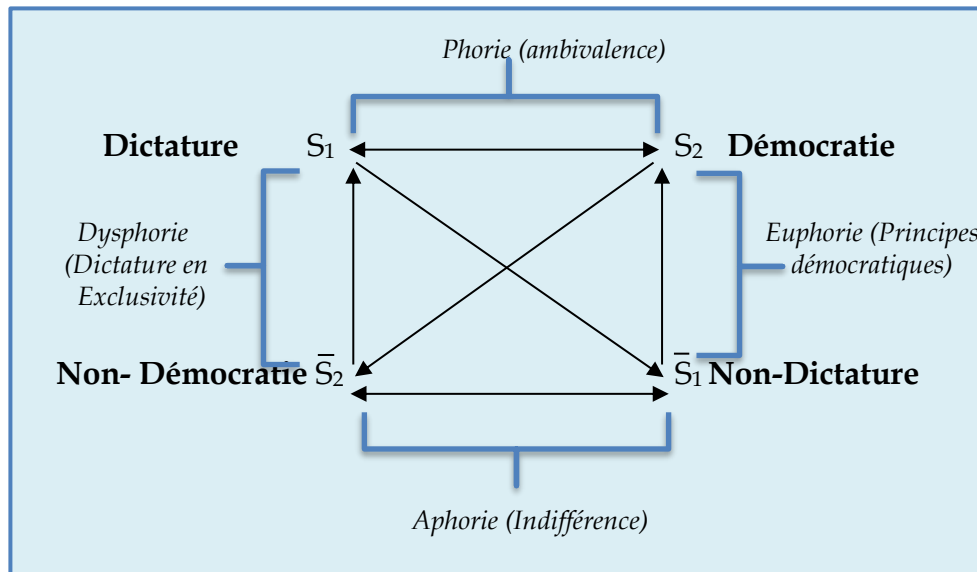 Phorie (ambivalence)
Dictature S₁ S₂ Démocratie
Dysphorie
(Dictature en
Exclusivité)
Euphorie (Principes
démocratiques)
Non- Démocratie S̄₂ S̄₁ Non-Dictature
Aphorie (Indifférence)